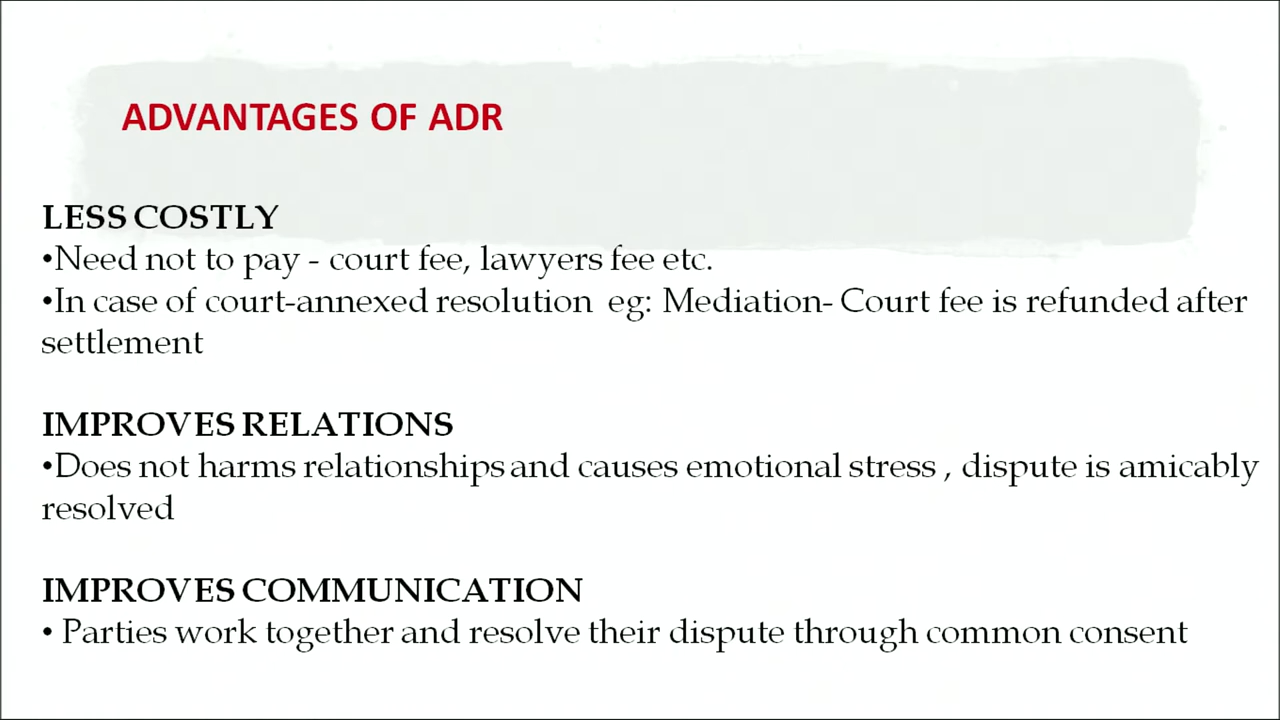 ADVANTAGES OF ADR
LESS COSTLY
•Need not to pay - court fee, lawyers fee etc.
•In case of court-annexed resolution eg: Mediation- Court fee is refunded after
settlement
IMPROVES RELATIONS
•Does not harms relationships and causes emotional stress , dispute is amicably
resolved
IMPROVES COMMUNICATION
• Parties work together and resolve their dispute through common consent